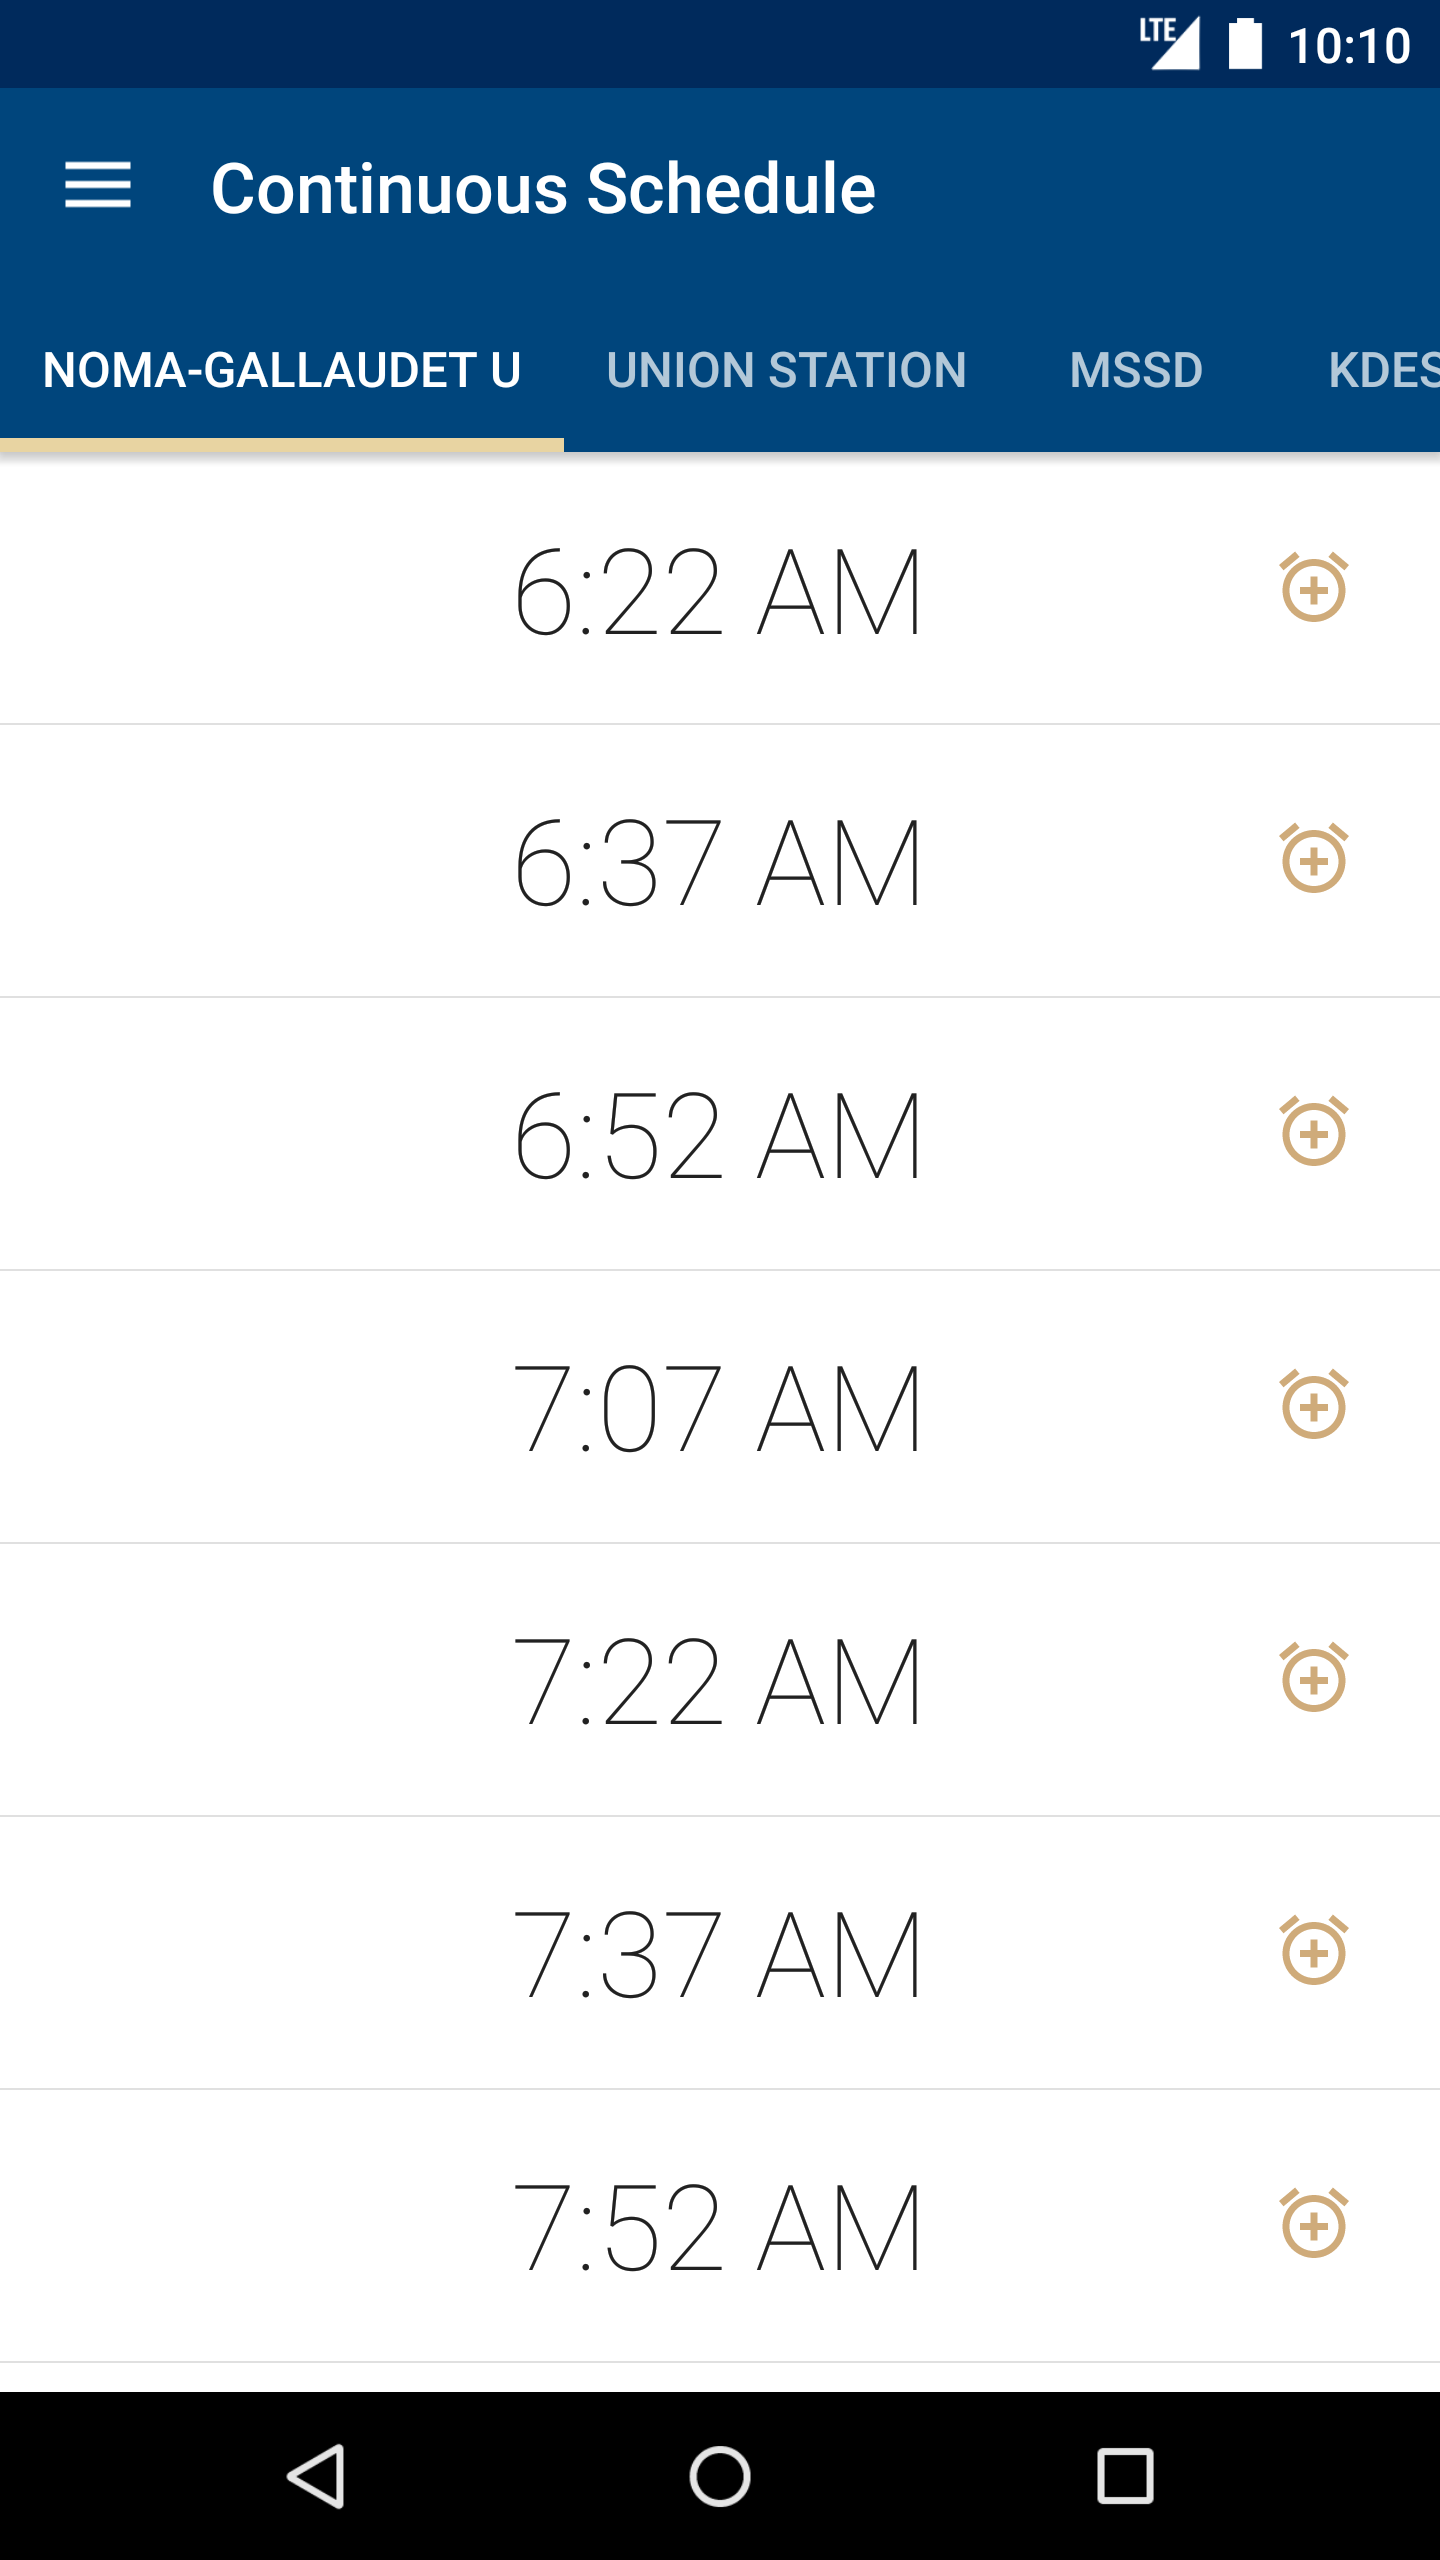 LTE 10:10
Continuous Schedule
NOMA-GALLAUDET U UNION STATION MSSD KDES
6:22 AM
6:37 AM
6:52 AM
7:07 AM
7:22 AM
7:37 AM
7:52 AM